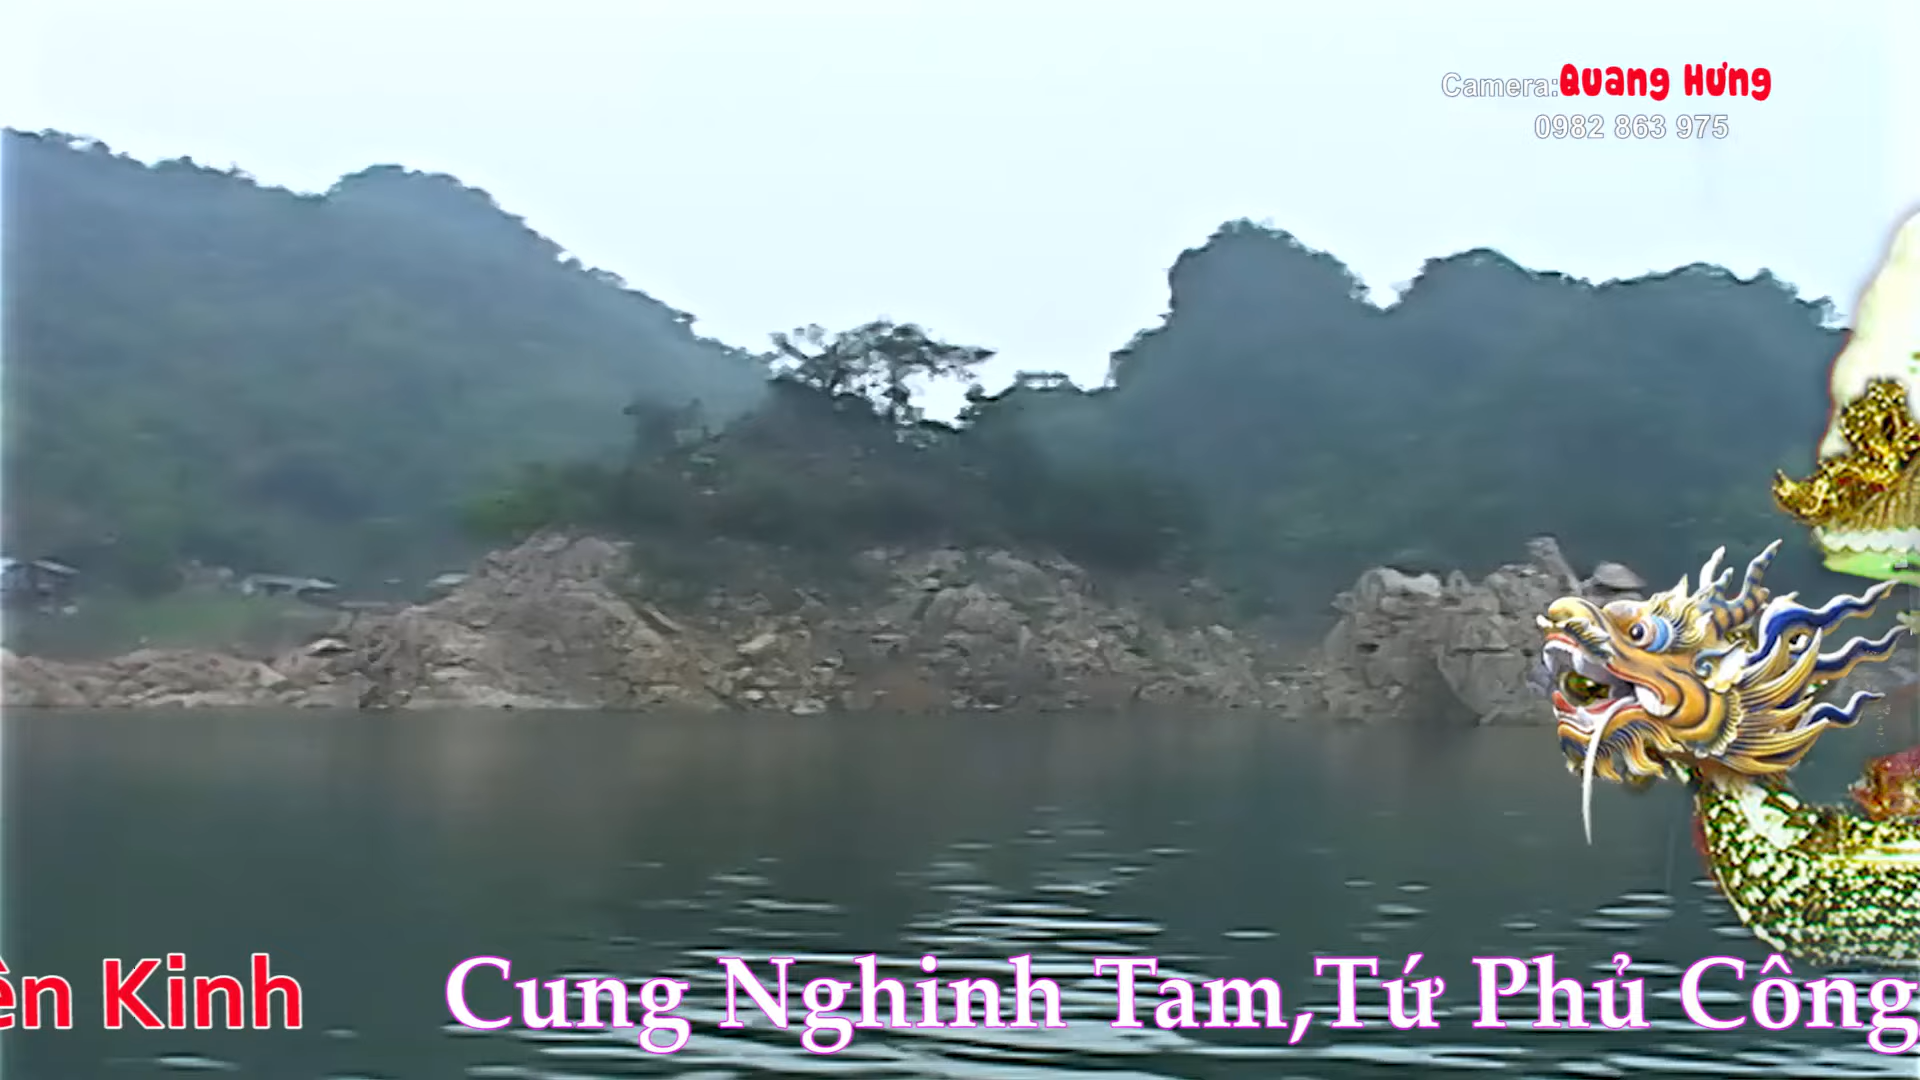 Camera:Quang Hưng
0982 863 975
ên Kinh Cung Nghinh Tam,Tứ Phủ Công